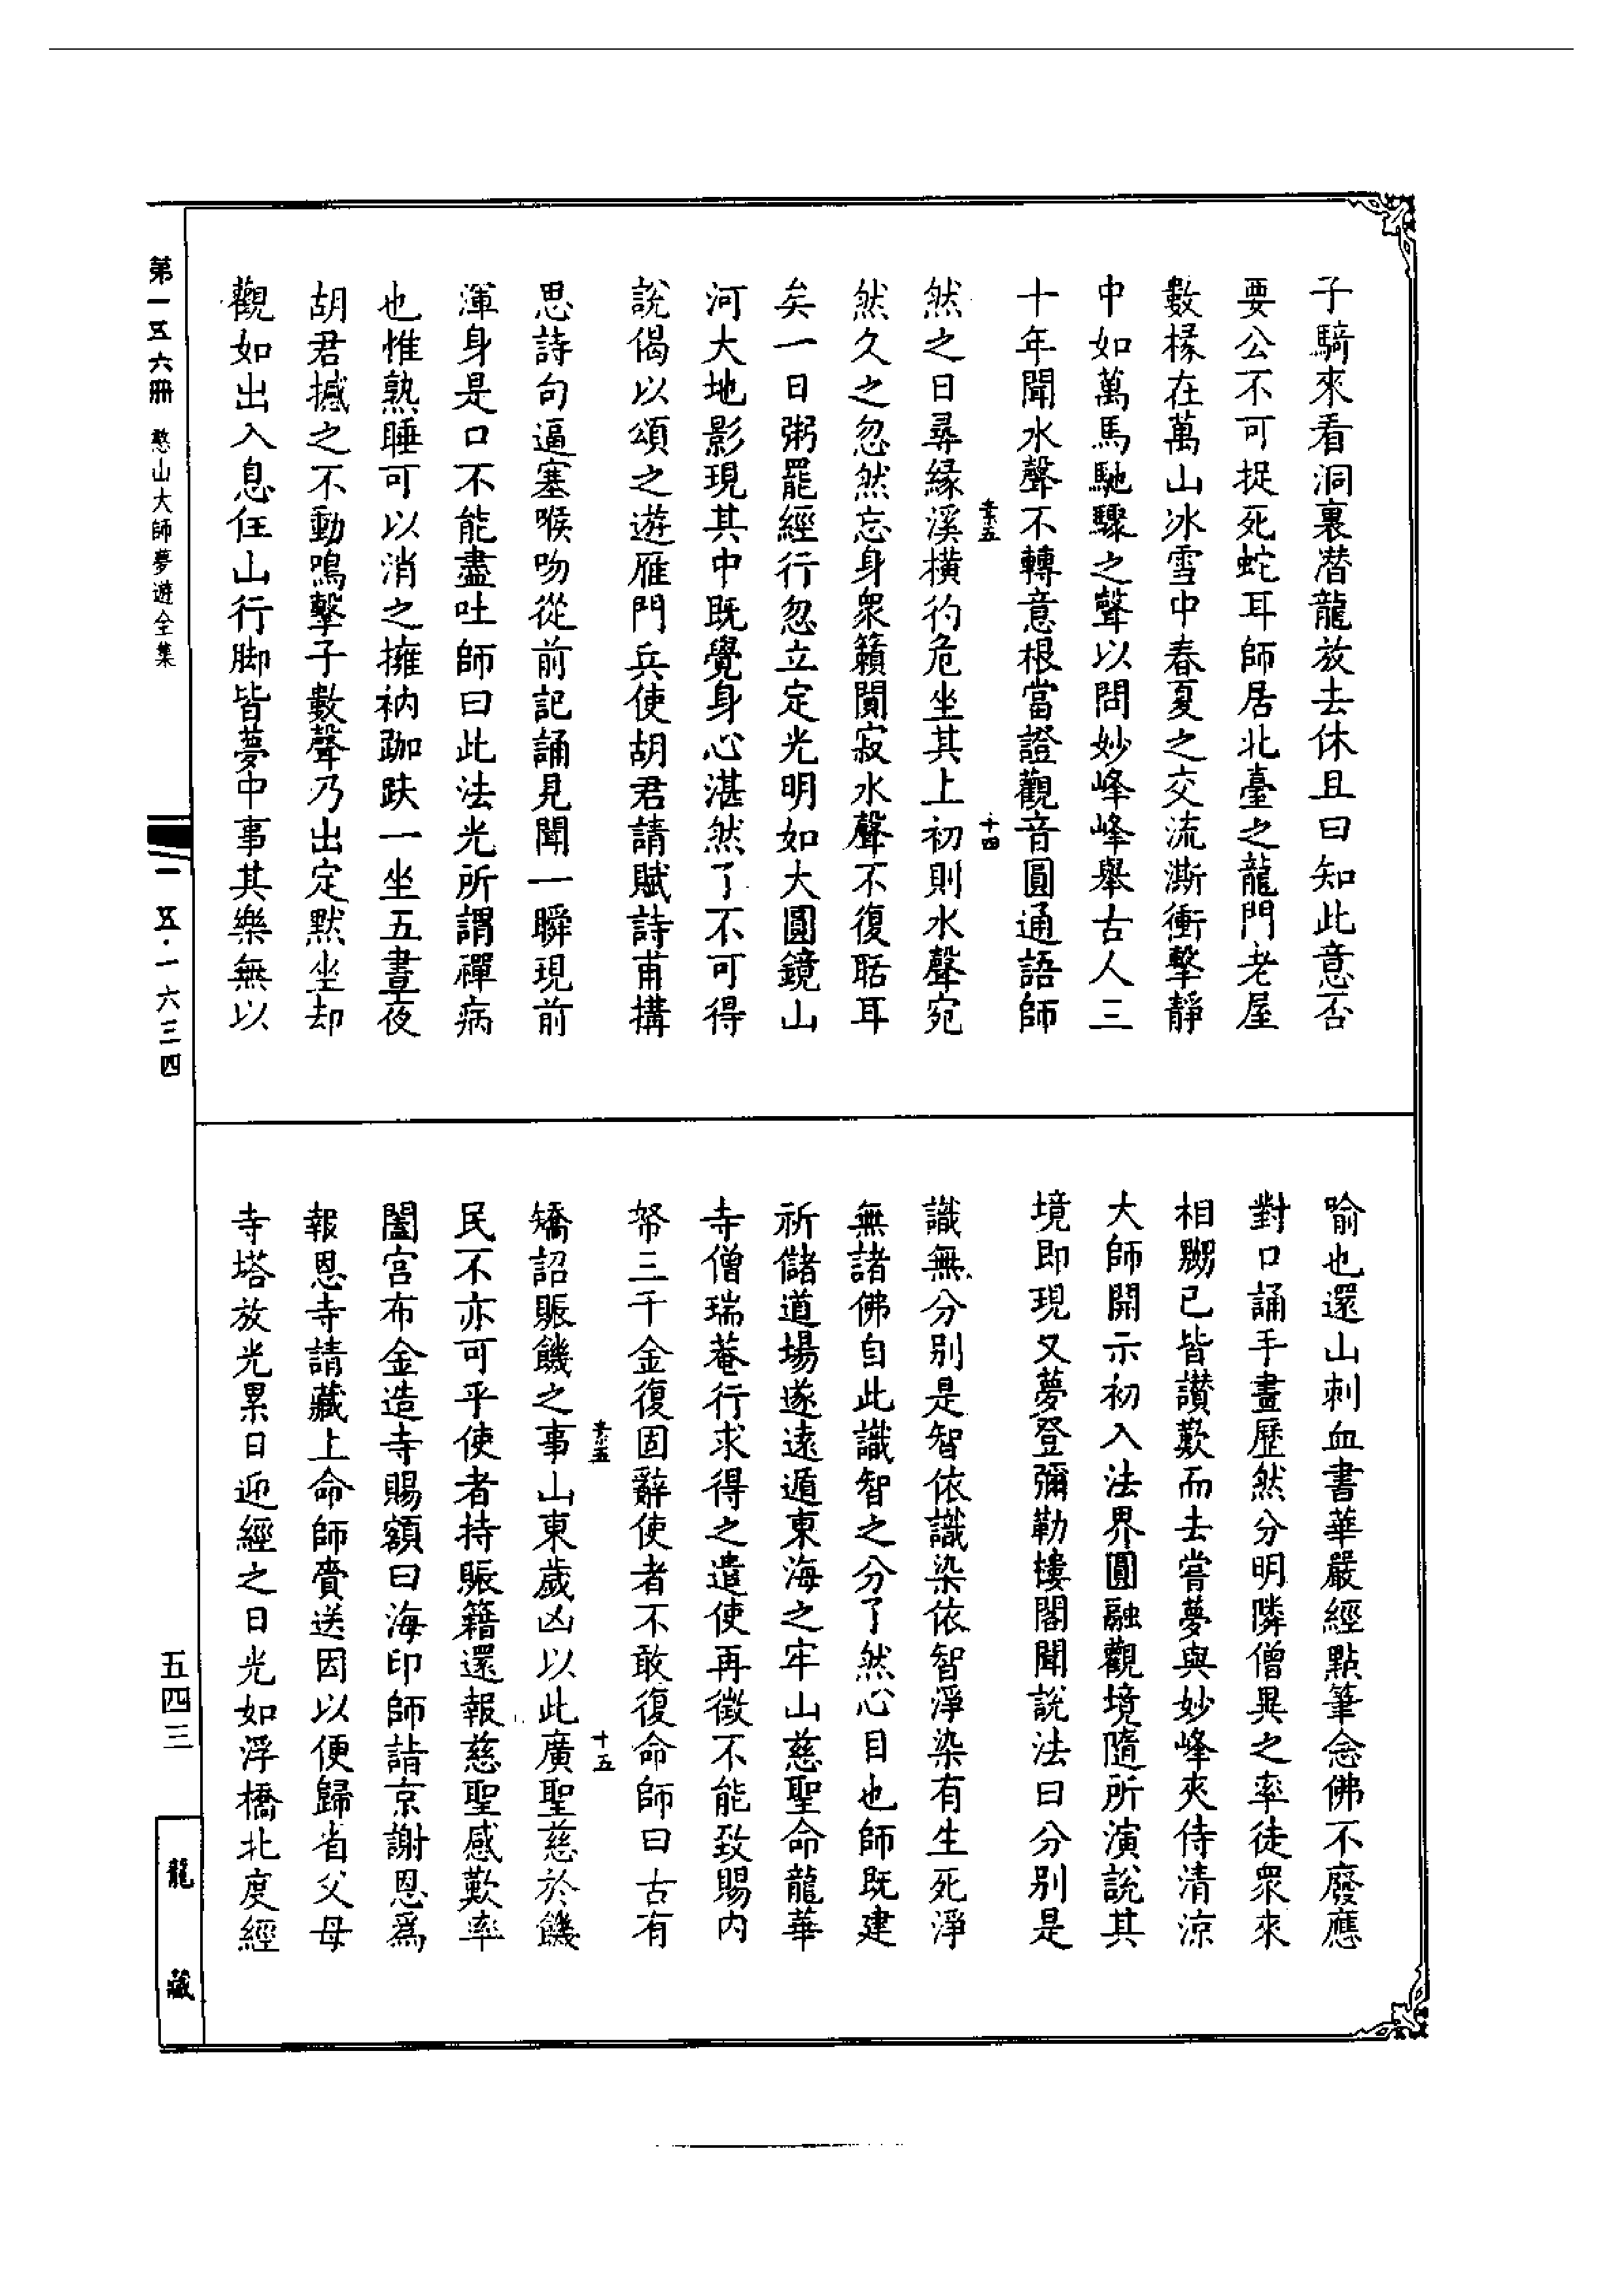 子騎來看洞裏潛龍放去休且曰知此意否
要公不可捉死蛇耳師居北臺之龍門老屋
數椽在萬山冰雪中春夏之交流澌衝擊靜
中如萬馬馳驟之聲以問妙峰峰舉古人三
十年聞水聲不轉意根當證觀音圓通語師
業五 十四
然之日尋緣溪橫彴危坐其上初則水聲宛
然久之忽然忘身衆籟闃寂水聲不復聒耳
矣一日粥罷經行忽立定光明如大圓鏡山
河大地影現其中既覺身心湛然了不可得
說偈以頌之遊雁門兵使胡君請賦詩甫搆
思詩句逼塞喉吻從前記誦見聞一瞬現前
渾身是口不能盡吐師曰此法光所謂禪病
也惟熟睡可以消之擁衲跏趺一坐五晝夜
胡君撼之不動鳴擊子數聲乃出定默坐却
觀如出入息住山行脚皆夢中事其樂無以
喻也還山刺血書華嚴經點筆念佛不廢應
對口誦手畫歷然分明隣僧異之率徒衆來
相嬲已皆讚歎而去嘗夢與妙峰夾侍清涼
大師開示初入法界圓融觀境隨所演說其
境即現又夢登彌勒樓閣聞說法曰分別是
識無分別是智依識染依智淨染有生死淨
無諸佛自此識智之分了然心目也師既建
祈儲道場遂遠遁東海之牢山慈聖命龍華
寺僧瑞菴行求得之遣使再徵不能致賜內
帑三千金復固辭使者不敢復命師曰古有
業五 十五
矯詔賑饑之事山東歲凶以此廣聖慈於饑
民不亦可乎使者持賑籍還報慈聖感歎率
闔宮布金造寺賜額曰海印師詣京謝恩爲
報恩寺請藏上命師齎送因以便歸省父母
寺塔放光累日迎經之日光如浮橋北度經
第一五六冊 憨山大師夢遊全集
一五·一六三四
五四三
龍藏